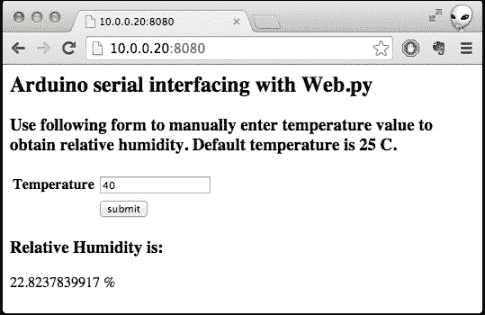 10.0.0.20:8080
10.0.0.20:8080
Arduino serial interfacing with Web.py
Use following form to manually enter temperature value to
obtain relative humidity. Default temperature is 25 C.
Temperature 40
submit
Relative Humidity is:
22.8237839917 %